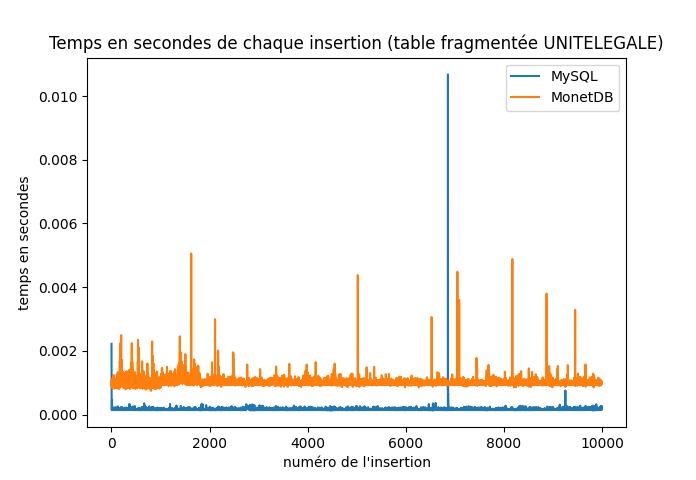 Temps en secondes de chaque insertion (table fragmentée UNITELEGALE)
MySQL
MonetDB
temps en secondes
0.010
0.008
0.006
0.004
0.002
0.000
0 2000 4000 6000 8000 10000
numéro de l'insertion